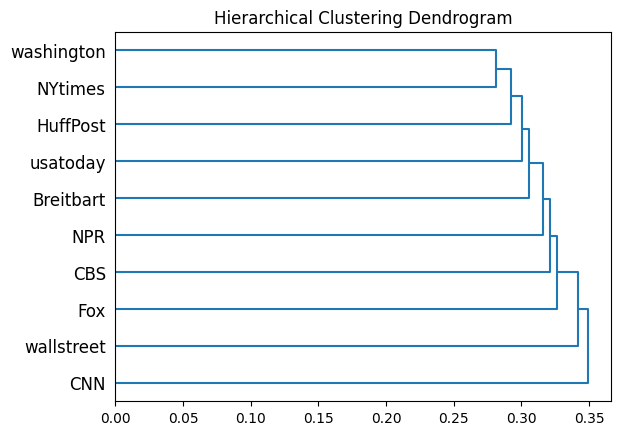 Hierarchical Clustering Dendrogram
washington
NYtimes
HuffPost
usatoday
Breitbart
NPR
CBS
Fox
wallstreet
CNN
0.00 0.05 0.10 0.15 0.20 0.25 0.30 0.35